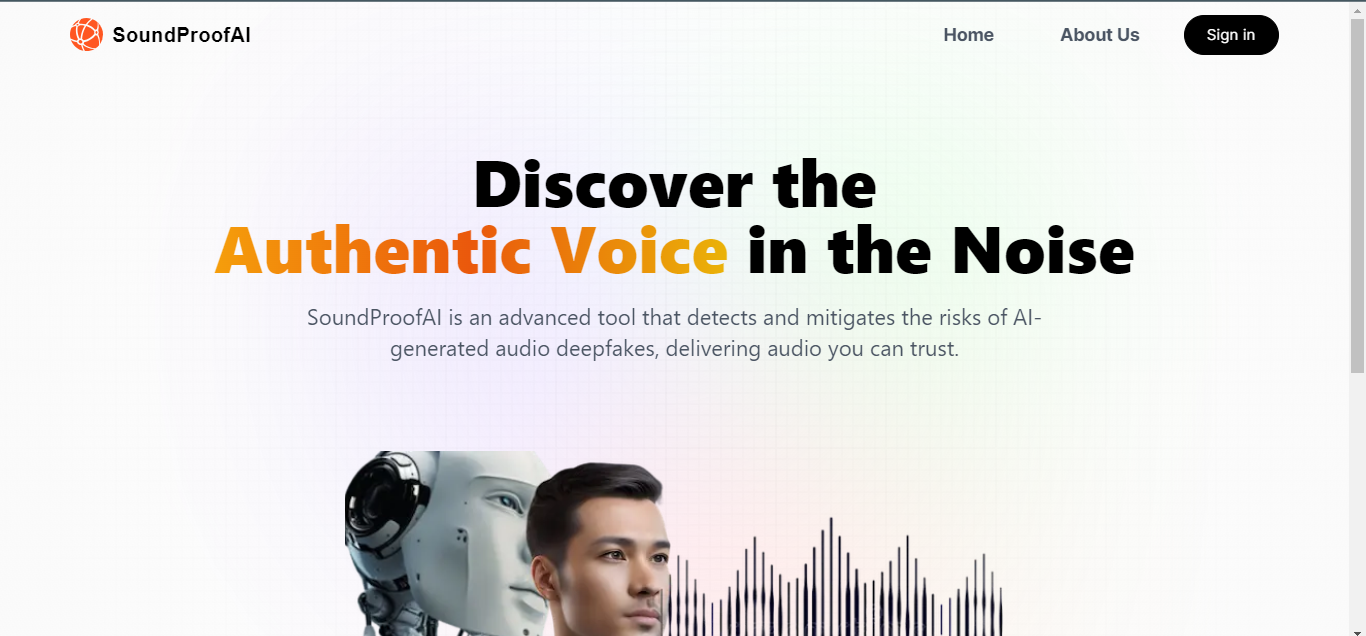 SoundProofAI
Home
About Us
Sign in
Discover the
Authentic Voice in the Noise
SoundProofAI is an advanced tool that detects and mitigates the risks of AI-
generated audio deepfakes, delivering audio you can trust.